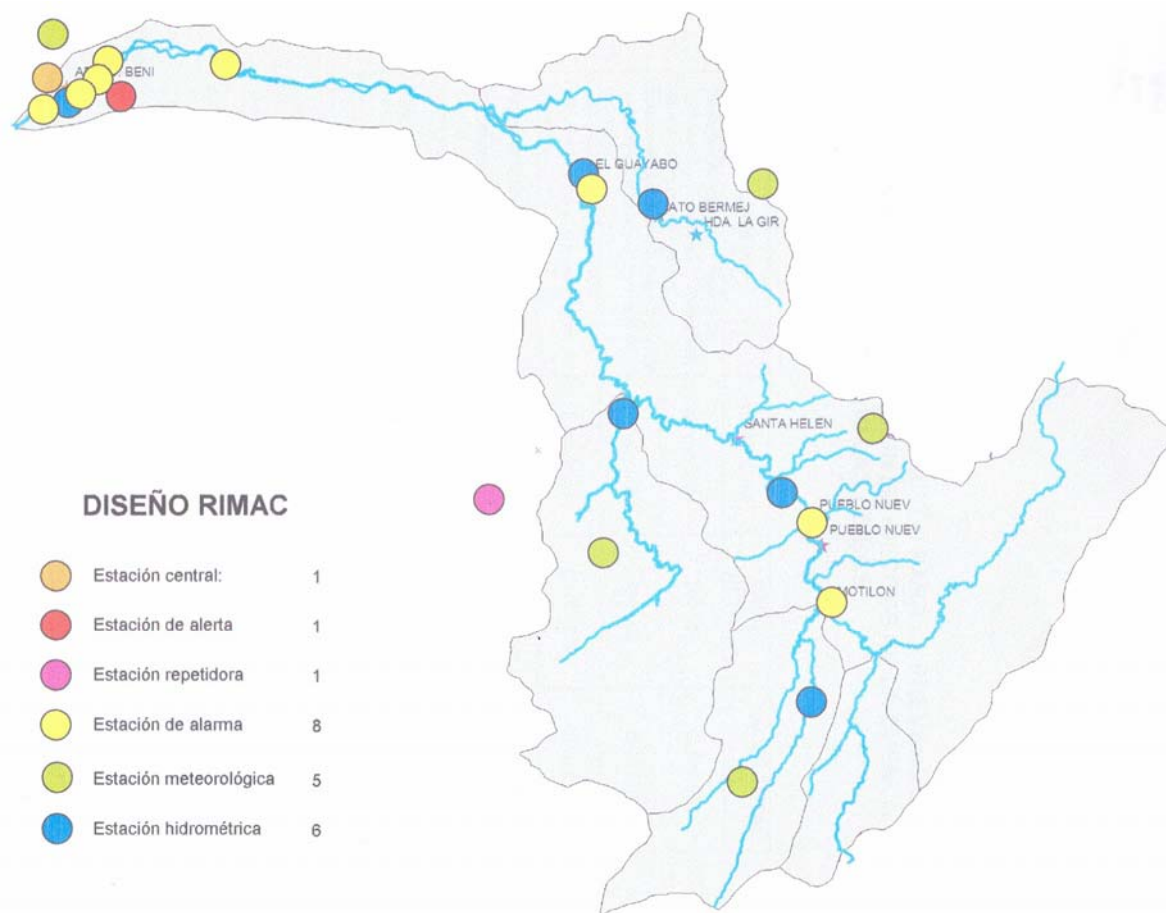 BENI
EL GUAYABO
ATO BERMEJ
HDA. LA GIR
SANTA HELEN
PUEBLO NUEV
PUEBLO NUEV
MOTILON
DISEÑO RIMAC
Estación central: 1
Estación de alerta 1
Estación repetidora 1
Estación de alarma 8
Estación meteorológica 5
Estación hidrométrica 6